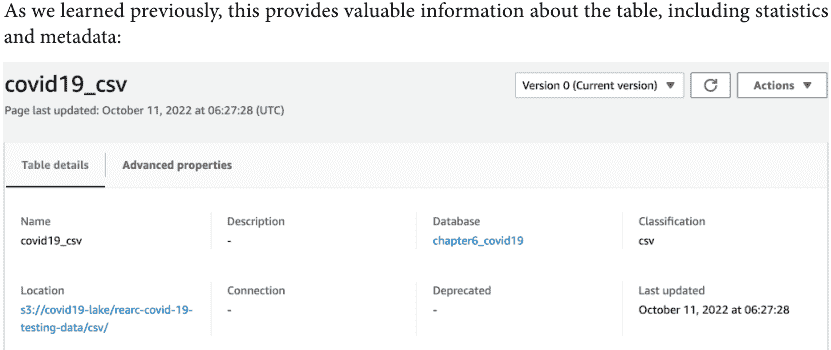 As we learned previously, this provides valuable information about the table, including statistics
and metadata:
covid19_csv
Version 0 (Current version)
Actions
Page last updated: October 11, 2022 at 06:27:28 (UTC)
Table details
Advanced properties
Name
Description
Database
Classification
covid19_csv
-
chapter6_covid19
csv
Location
Connection
Deprecated
Last updated
s3://covid19-lake/rearc-covid-19-
testing-data/csv/
-
-
October 11, 2022 at 06:27:28